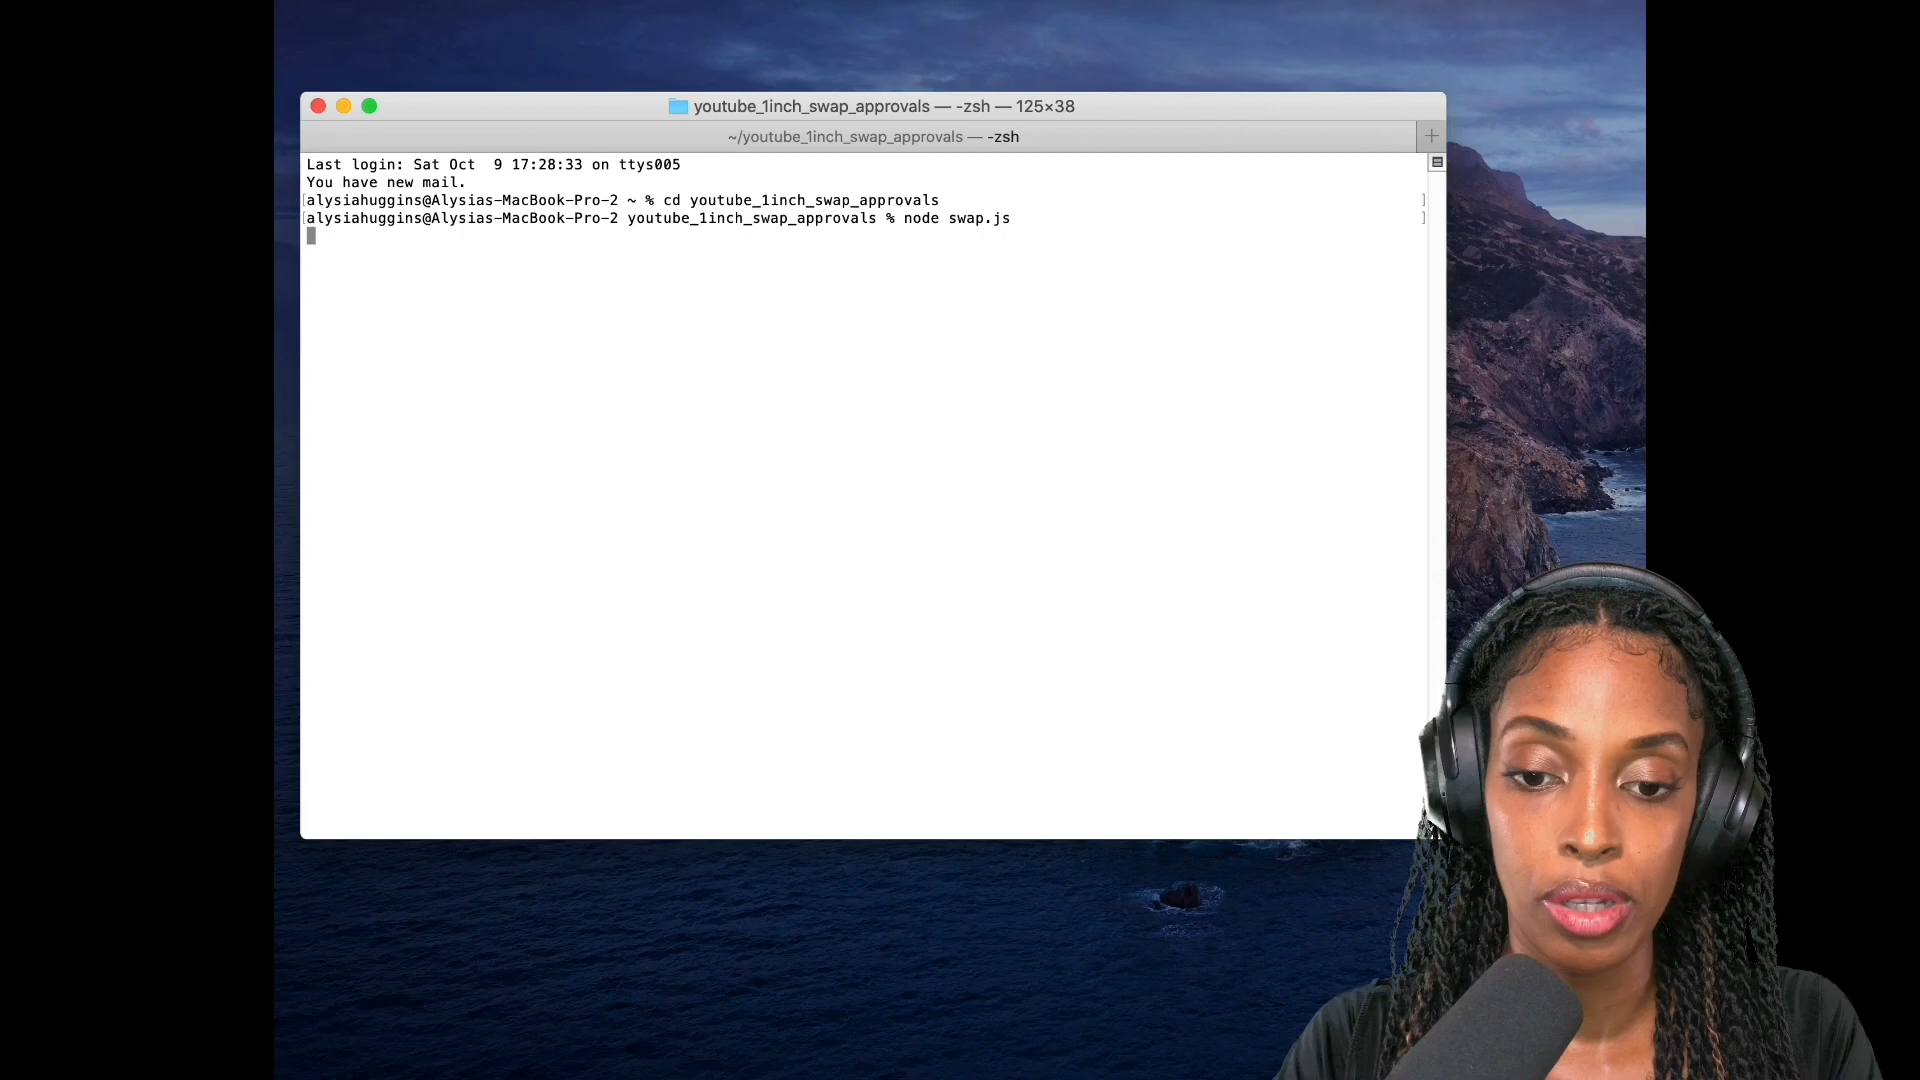 youtube_1inch_swap_approvals — -zsh — 125×38
~/youtube_1inch_swap_approvals — -zsh
Last login: Sat Oct  9 17:28:33 on ttys005
You have new mail.
alysiahuggins@Alysias-MacBook-Pro-2 ~ % cd youtube_1inch_swap_approvals
alysiahuggins@Alysias-MacBook-Pro-2 youtube_1inch_swap_approvals % node swap.js